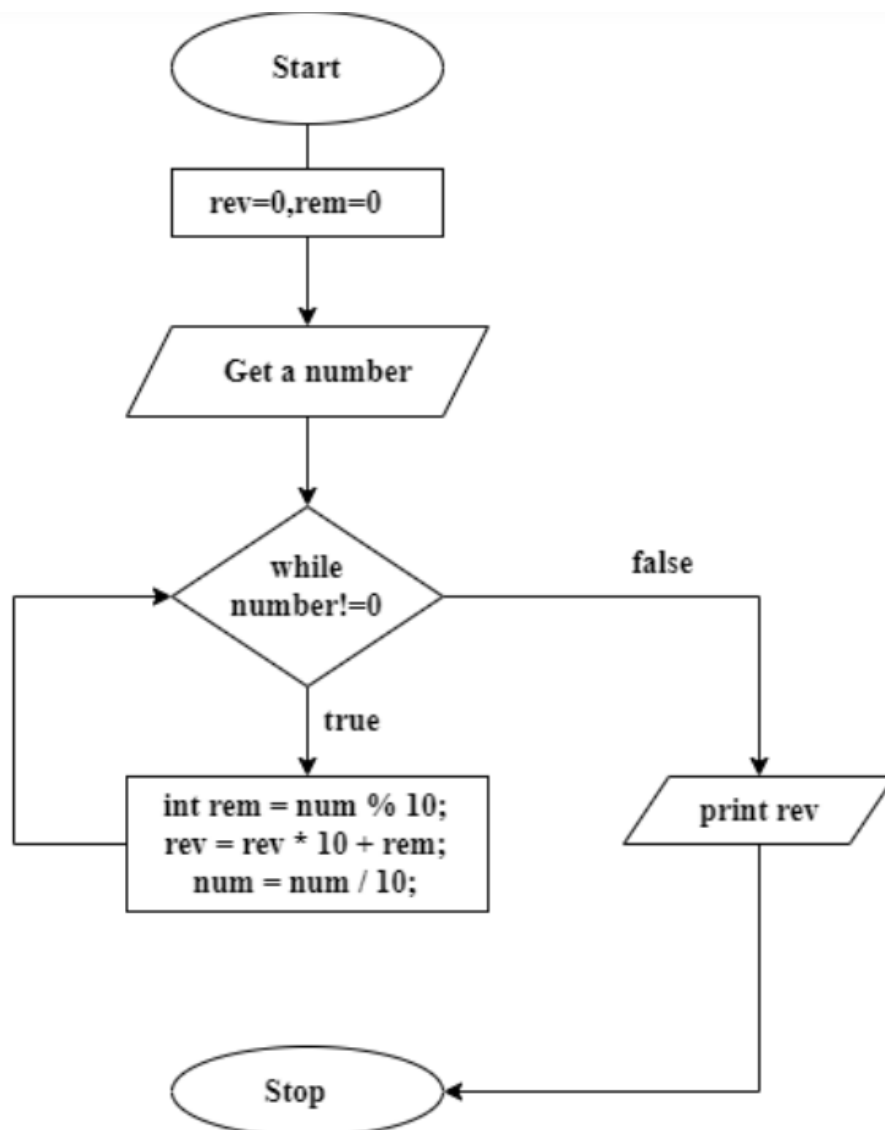 Start
rev=0,rem=0
Get a number
while
number!=0
false
true
int rem = num % 10;
rev = rev * 10 + rem;
num = num / 10;
print rev
Stop